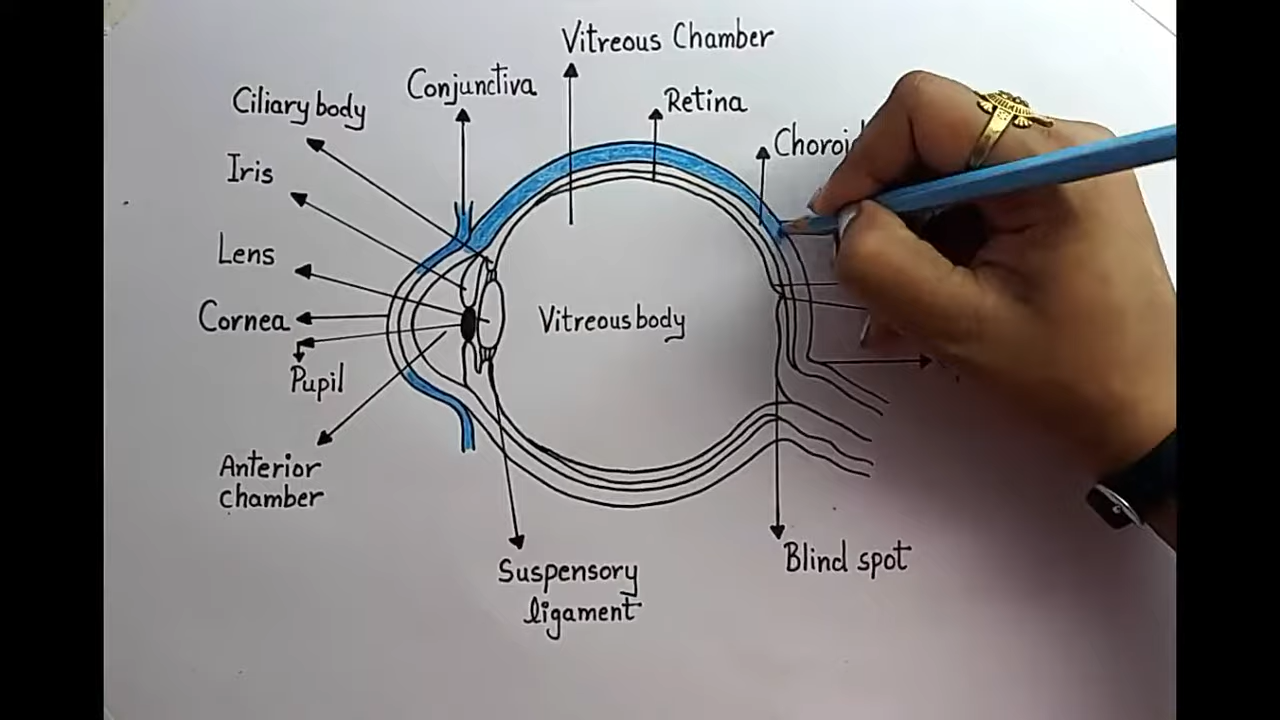 Vitreous Chamber
Conjunctiva
Ciliary body
Retina
Iris
Lens
Cornea
Vitreous body
Pupil
Anterior
chamber
Blind spot
Suspensory
ligament